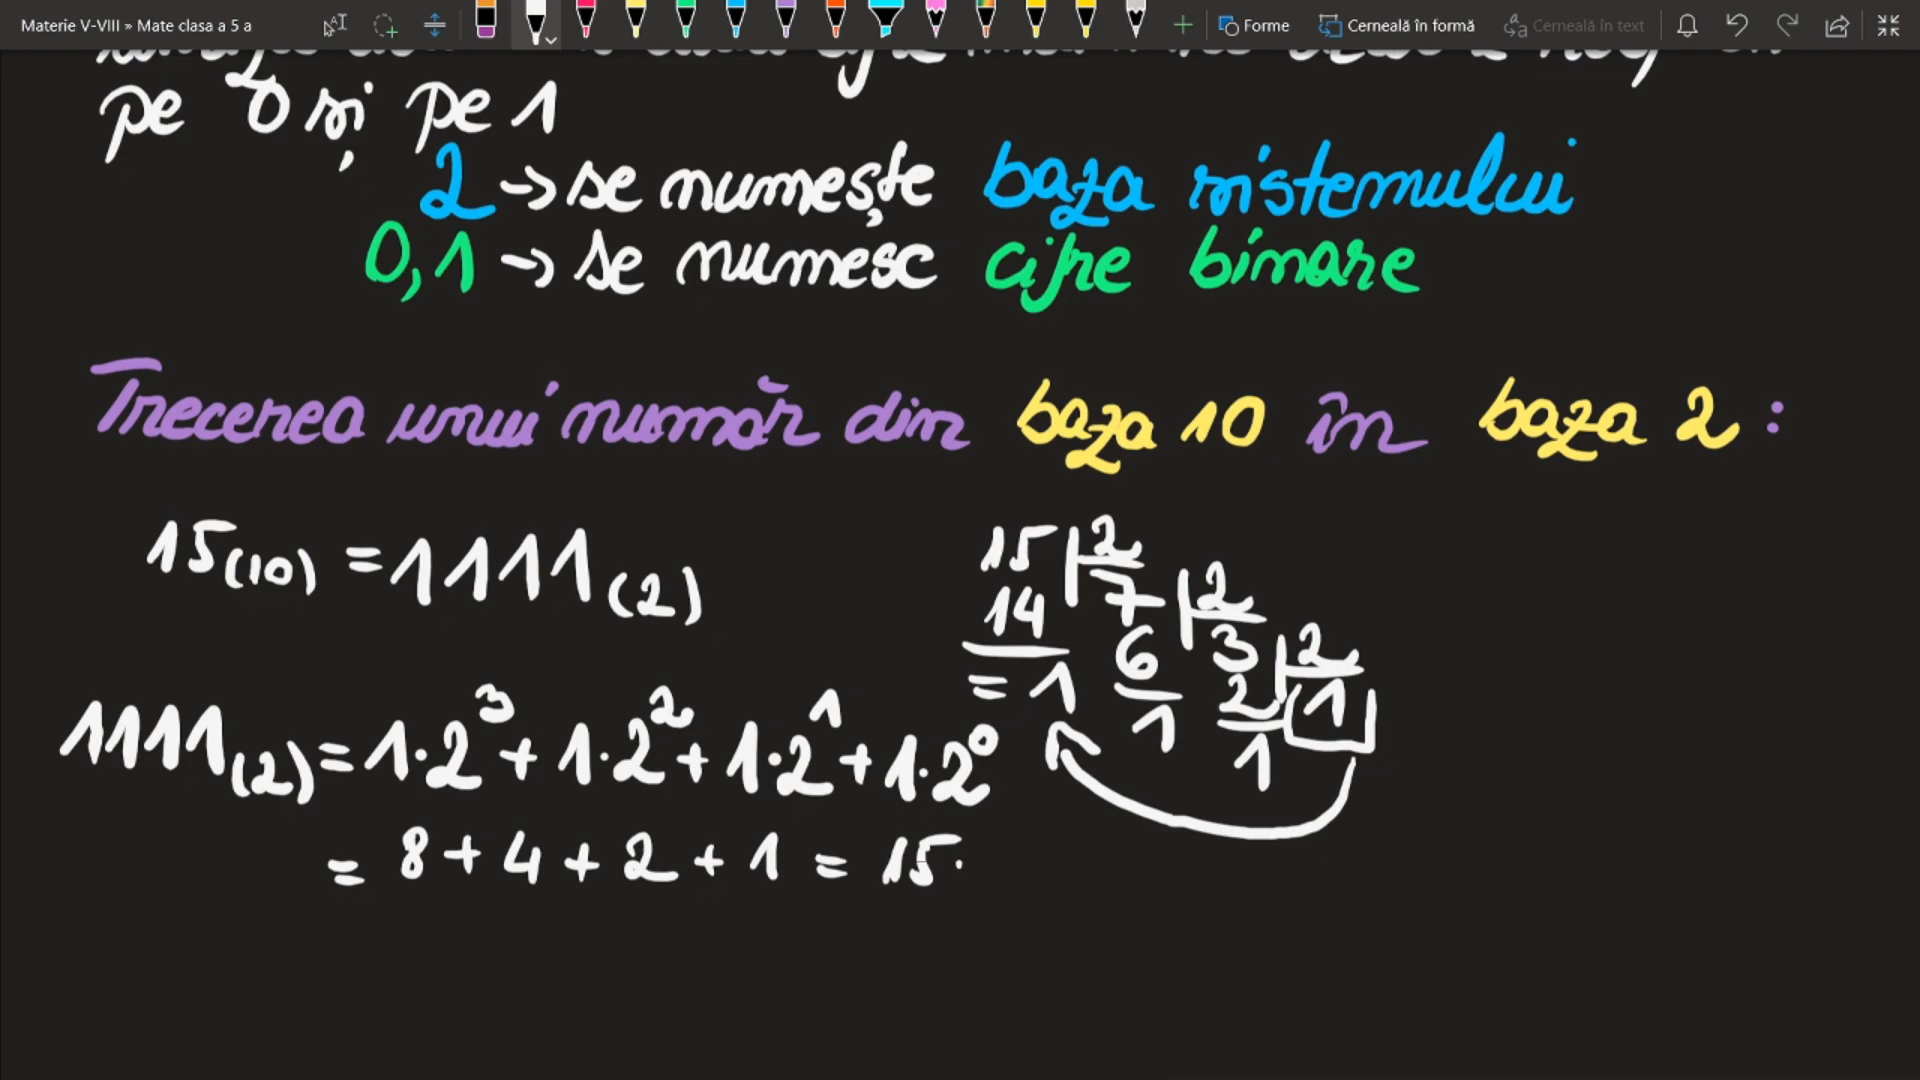 Materie V-VIII » Mate clasa a 5 a
Forme
Cerneală în formă
Cerneală în text
pe 0 și pe 1
2 -> se numește baza sistemului
0,1 -> se numesc cifre binare
Trecerea unui număr din baza 10 în baza 2 :
15(10) = 1111(2)
15 | 2
14 7 | 2
= 1 6 3 | 2
1 2 1
1
1111(2) = 1·2³ + 1·2² + 1·2¹ + 1·2⁰
= 8 + 4 + 2 + 1 = 15.